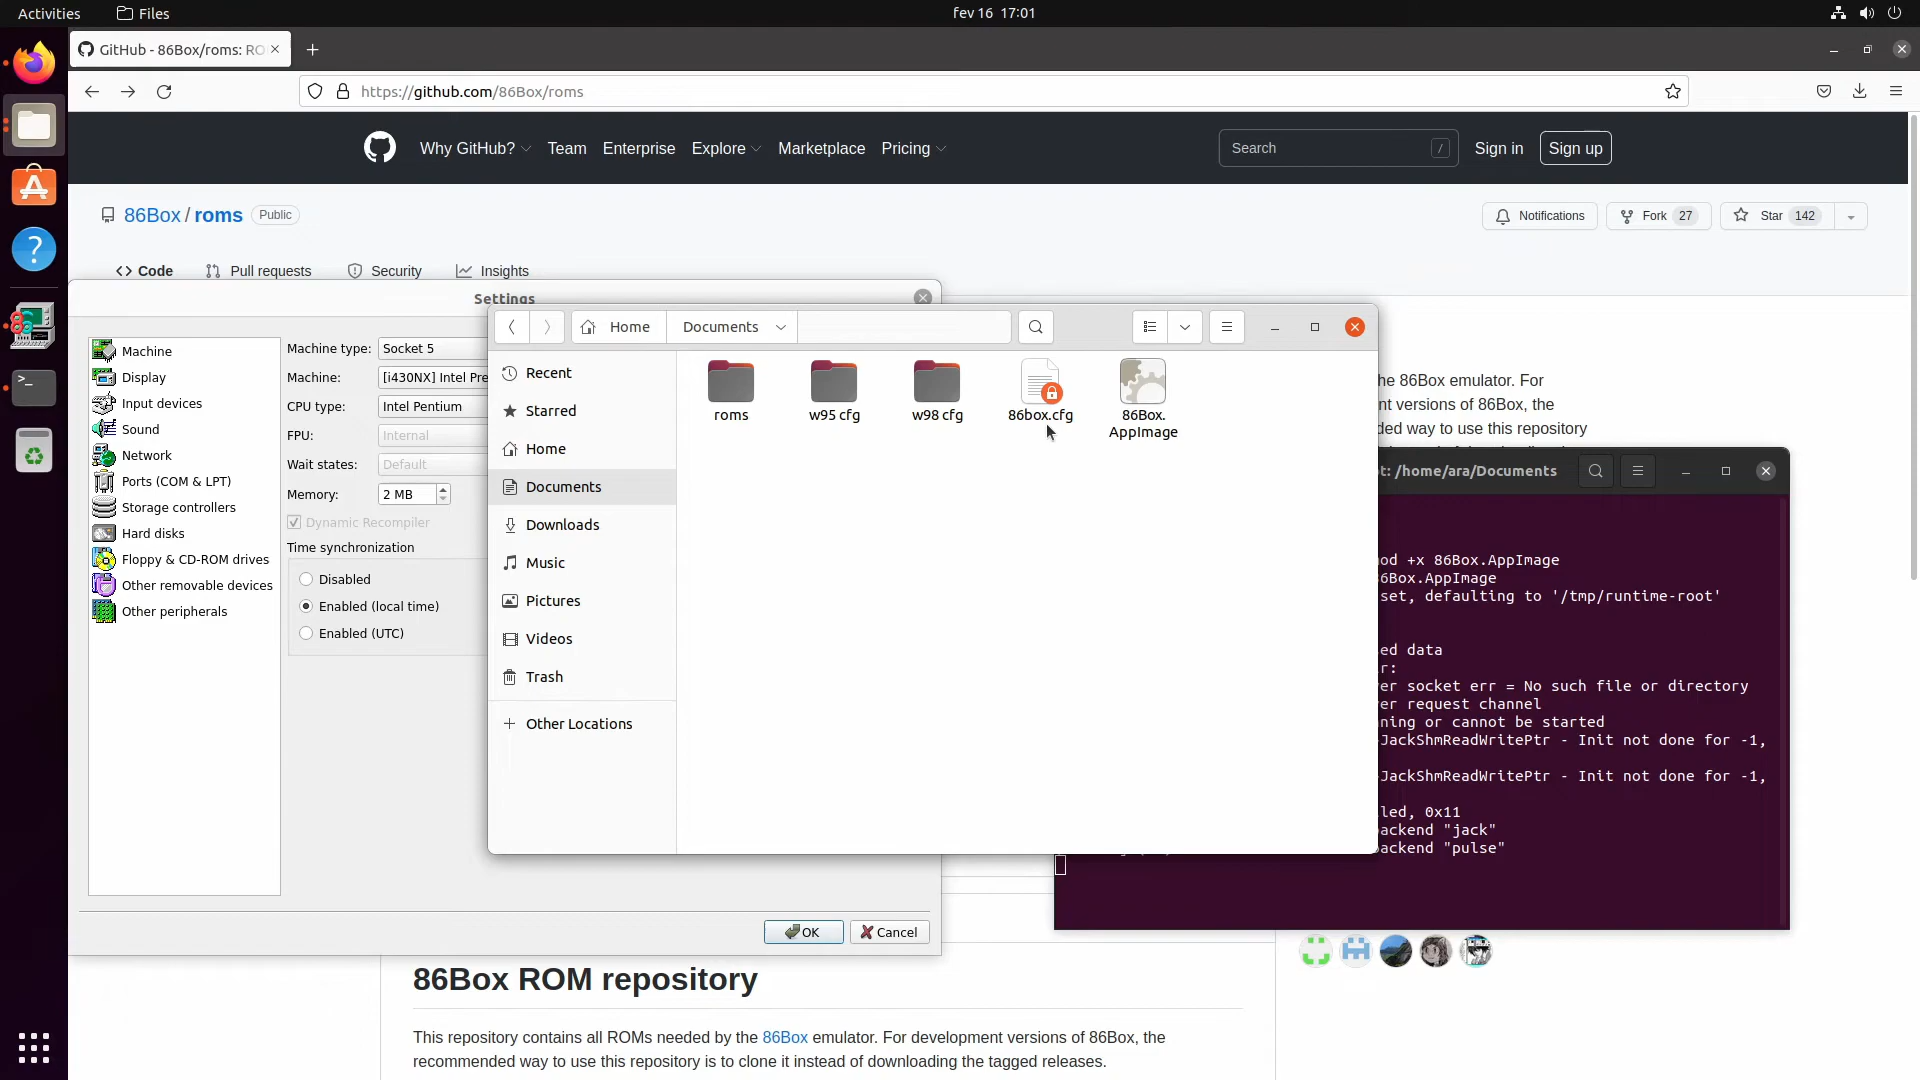 Activities
Files
fev 16 17:01
GitHub - 86Box/roms: RO
https://github.com/86Box/roms
Why GitHub?
Team
Enterprise
Explore
Marketplace
Pricing
Search
/
Sign in
Sign up
86Box / roms
Public
Notifications
Fork 27
Star 142
<> Code
Pull requests
Security
Insights
Settings
Machine
Display
Input devices
Sound
Network
Ports (COM & LPT)
Storage controllers
Hard disks
Floppy & CD-ROM drives
Other removable devices
Other peripherals
Machine type: Socket 5
Machine: [i430NX] Intel Pre
CPU type: Intel Pentium
FPU: Internal
Wait states: Default
Memory: 2 MB
Dynamic Recompiler
Time synchronization
Disabled
Enabled (local time)
Enabled (UTC)
OK
Cancel
Home
Documents
Recent
Starred
Home
Documents
Downloads
Music
Pictures
Videos
Trash
+ Other Locations
roms
w95 cfg
w98 cfg
86box.cfg
86Box.
AppImage
he 86Box emulator. For
nt versions of 86Box, the
ded way to use this repository
t: /home/ara/Documents
od +x 86Box.AppImage
6Box.AppImage
set, defaulting to '/tmp/runtime-root'
ed data
r:
er socket err = No such file or directory
er request channel
ning or cannot be started
JackShmReadWritePtr - Init not done for -1,
JackShmReadWritePtr - Init not done for -1,
led, 0x11
ackend "jack"
ackend "pulse"
86Box ROM repository
This repository contains all ROMs needed by the 86Box emulator. For development versions of 86Box, the
recommended way to use this repository is to clone it instead of downloading the tagged releases.